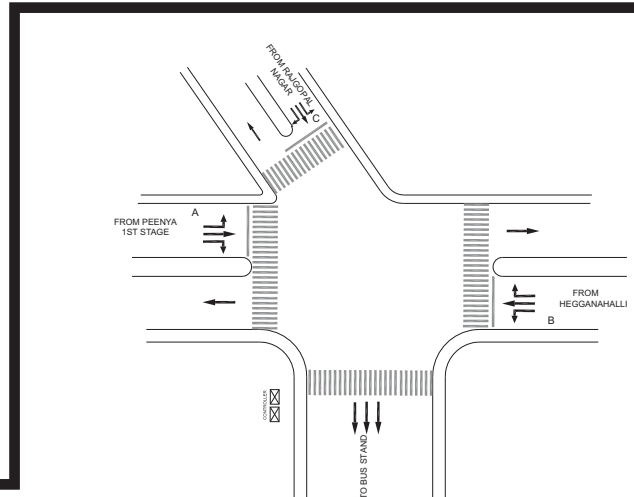 FROM RAJGOPAL
NAGAR
C
A
FROM PEENYA
1ST STAGE
FROM
HEGGANAHALLI
B
CONTROLLER
TO BUS STAND